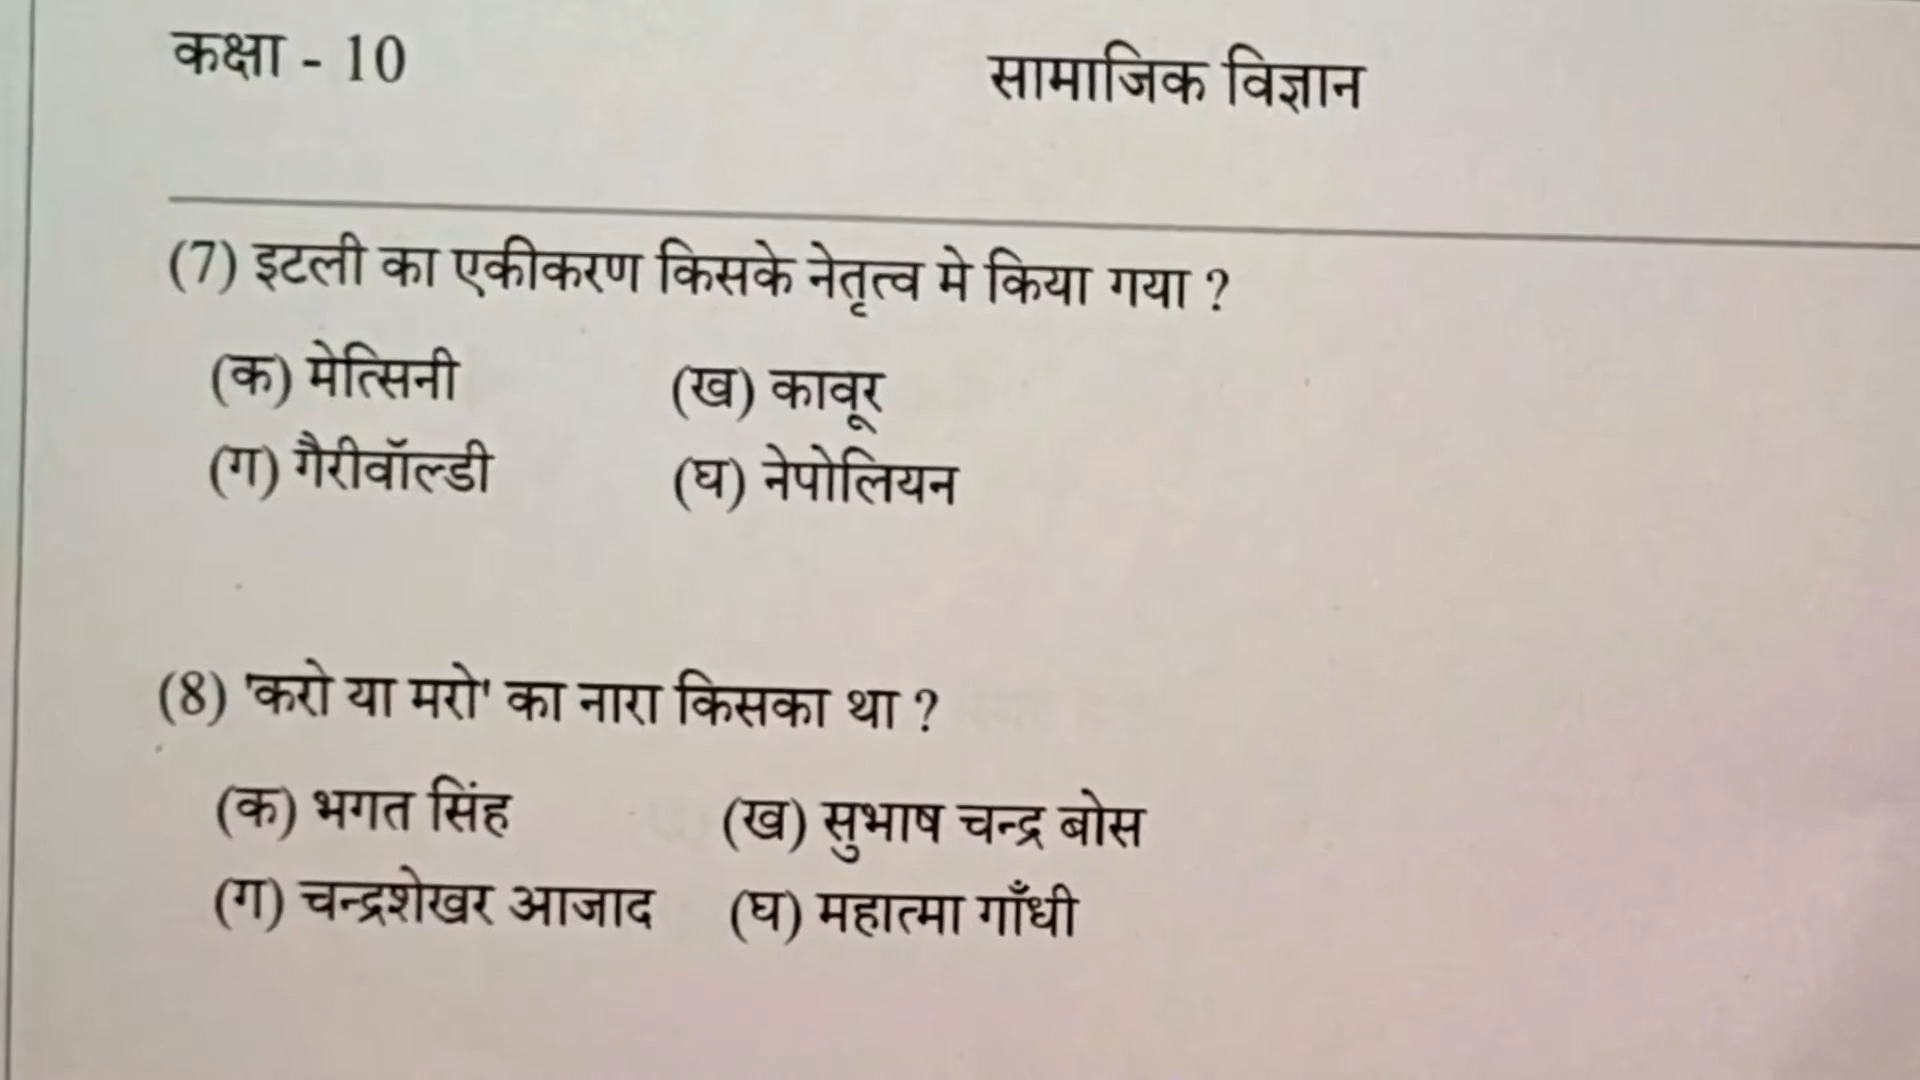 कक्षा - 10
सामाजिक विज्ञान
(7) इटली का एकीकरण किसके नेतृत्व मे किया गया ?
(क) मेत्सिनी (ख) कावूर
(ग) गैरीवॉल्डी (घ) नेपोलियन
(8) 'करो या मरो' का नारा किसका था ?
(क) भगत सिंह (ख) सुभाष चन्द्र बोस
(ग) चन्द्रशेखर आजाद (घ) महात्मा गाँधी